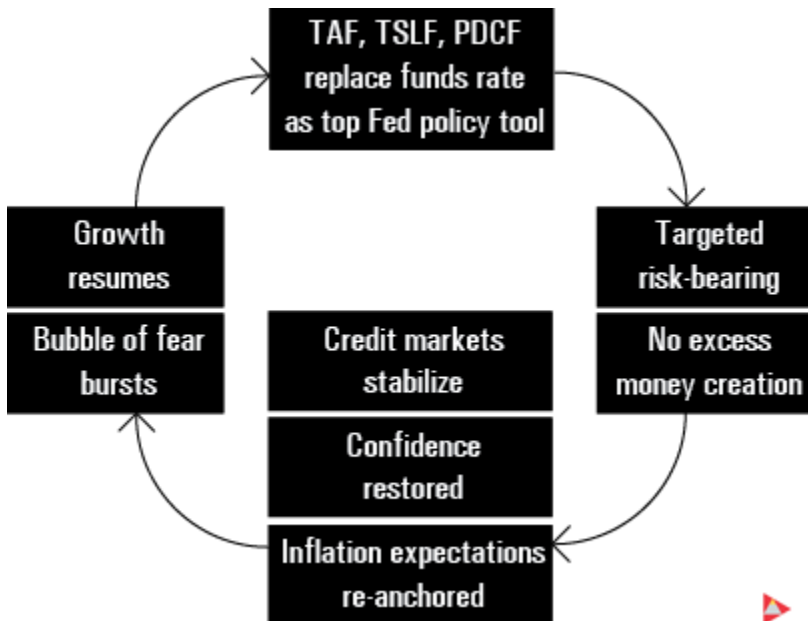 TAF, TSLF, PDCF
replace funds rate
as top Fed policy tool
Growth
resumes
Targeted
risk-bearing
Bubble of fear
bursts
Credit markets
stabilize
No excess
money creation
Confidence
restored
Inflation expectations
re-anchored